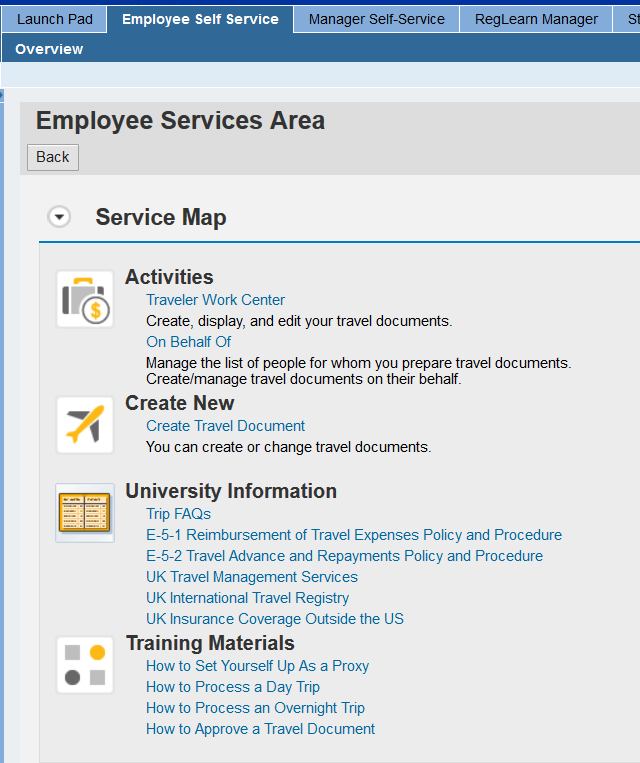 Launch Pad
Employee Self Service
Manager Self-Service
RegLearn Manager
Overview
Employee Services Area
Back
Service Map
Activities
Traveler Work Center
Create, display, and edit your travel documents.
On Behalf Of
Manage the list of people for whom you prepare travel documents.
Create/manage travel documents on their behalf.
Create New
Create Travel Document
You can create or change travel documents.
University Information
Trip FAQs
E-5-1 Reimbursement of Travel Expenses Policy and Procedure
E-5-2 Travel Advance and Repayments Policy and Procedure
UK Travel Management Services
UK International Travel Registry
UK Insurance Coverage Outside the US
Training Materials
How to Set Yourself Up As a Proxy
How to Process a Day Trip
How to Process an Overnight Trip
How to Approve a Travel Document